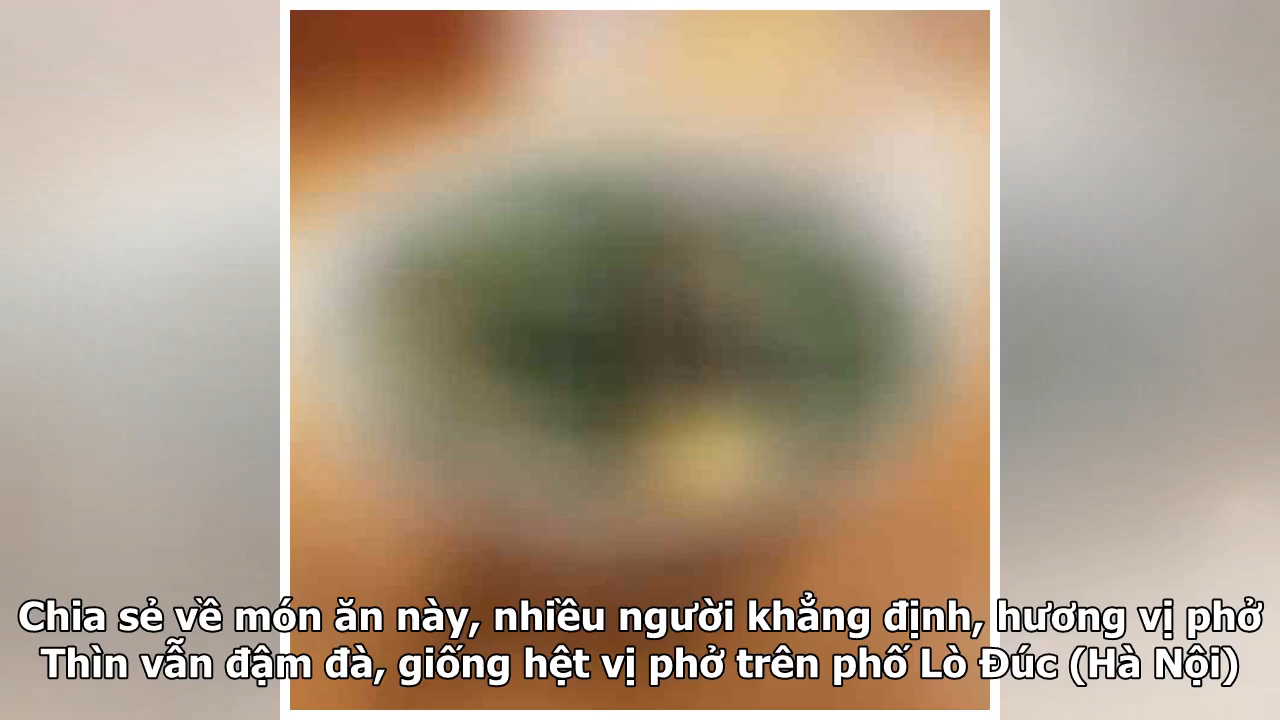 Chia sẻ về món ăn này, nhiều người khẳng định, hương vị phở
Thìn vẫn đậm đà, giống hệt vị phở trên phố Lò Đúc (Hà Nội)